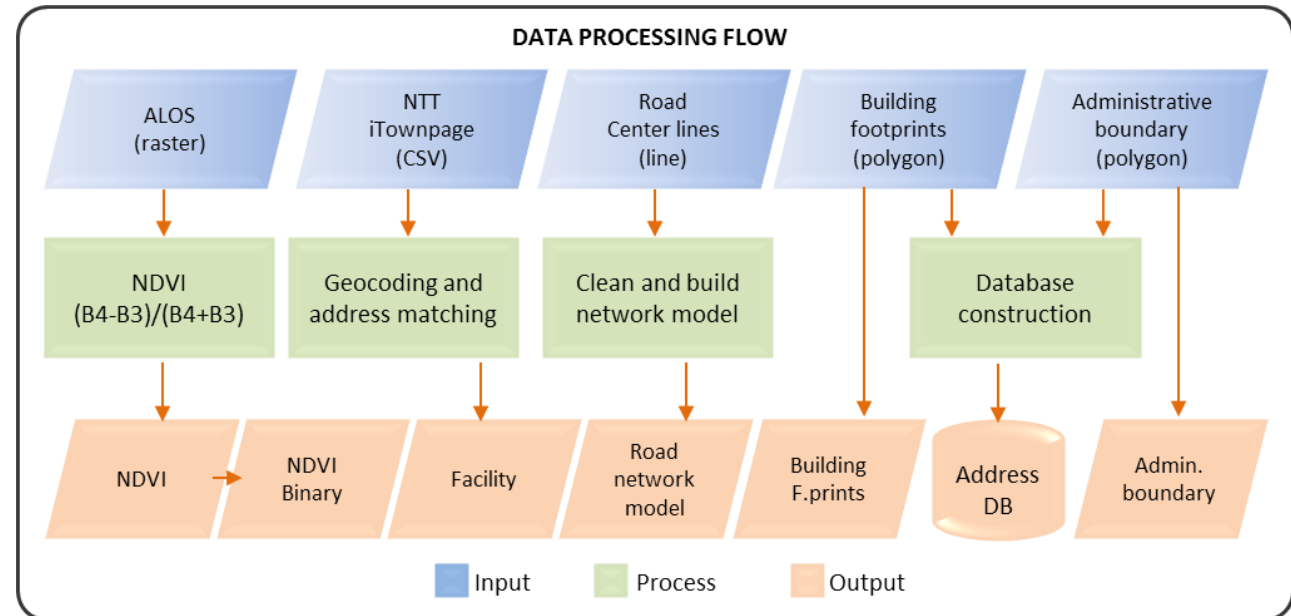 DATA PROCESSING FLOW
ALOS
(raster)
NTT
iTownpage
(CSV)
Road
Center lines
(line)
Building
footprints
(polygon)
Administrative
boundary
(polygon)
NDVI
(B4-B3)/(B4+B3)
Geocoding and
address matching
Clean and build
network model
Database
construction
NDVI
NDVI
Binary
Facility
Road
network
model
Building
F.prints
Address
DB
Admin.
boundary
Input
Process
Output